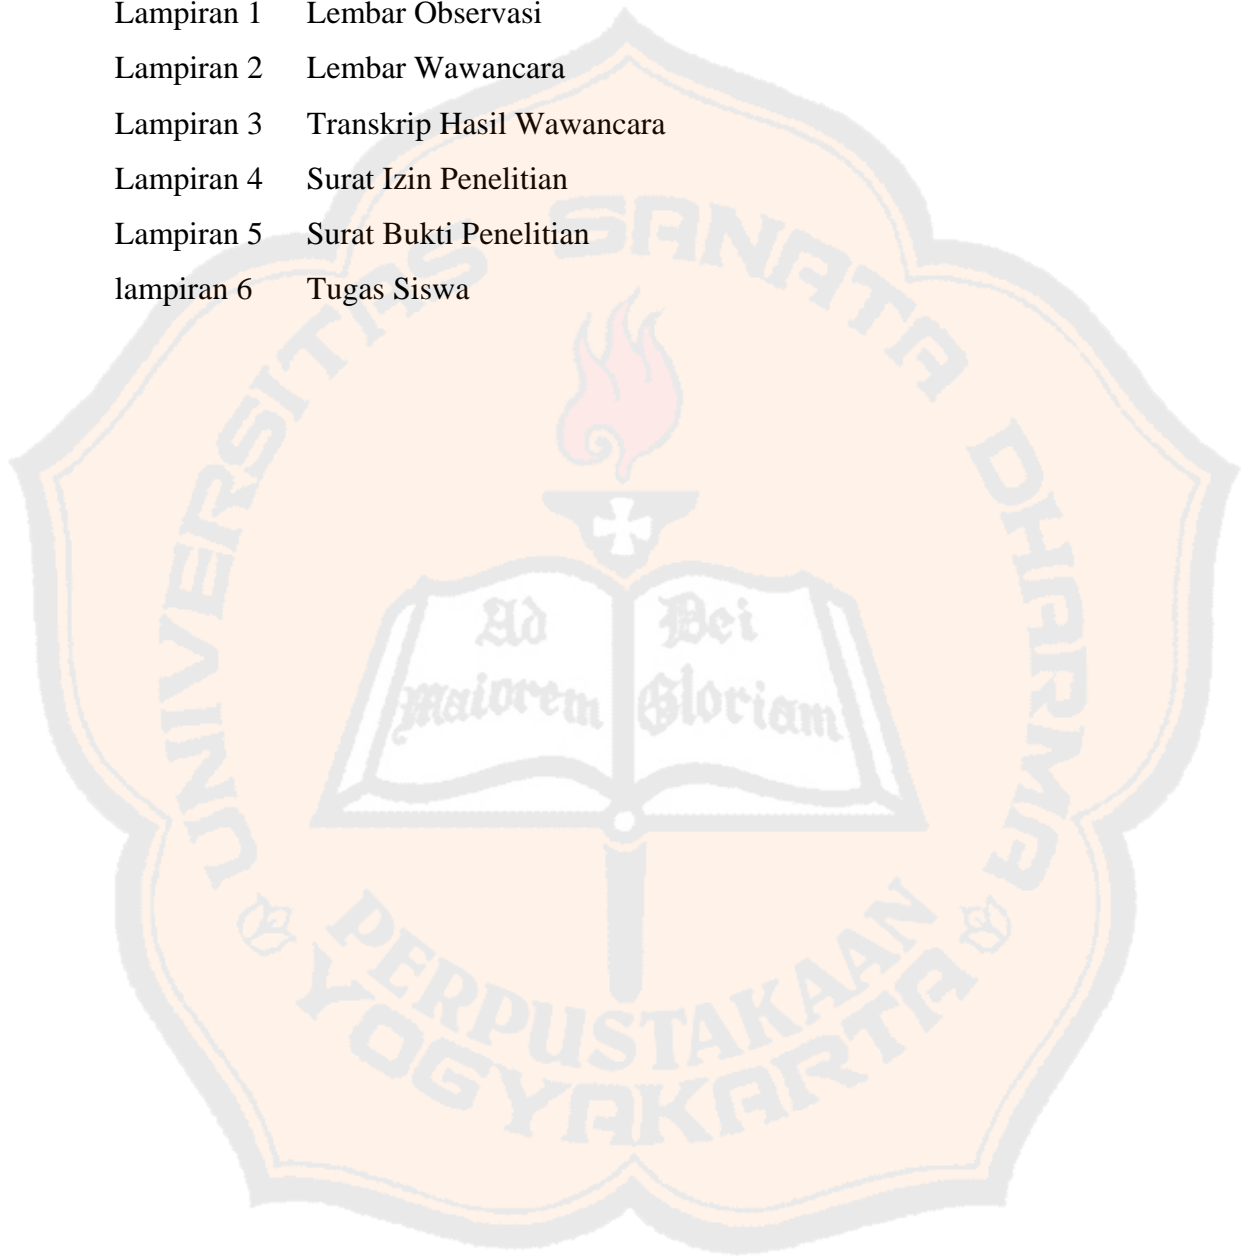 Lampiran 1 Lembar Observasi
Lampiran 2 Lembar Wawancara
Lampiran 3 Transkrip Hasil Wawancara
Lampiran 4 Surat Izin Penelitian
Lampiran 5 Surat Bukti Penelitian
lampiran 6 Tugas Siswa
UNIVERSITAS SANATA DHARMA
Ad Dei
Maiorem Gloriam
PERPUSTAKAAN
YOGYAKARTA